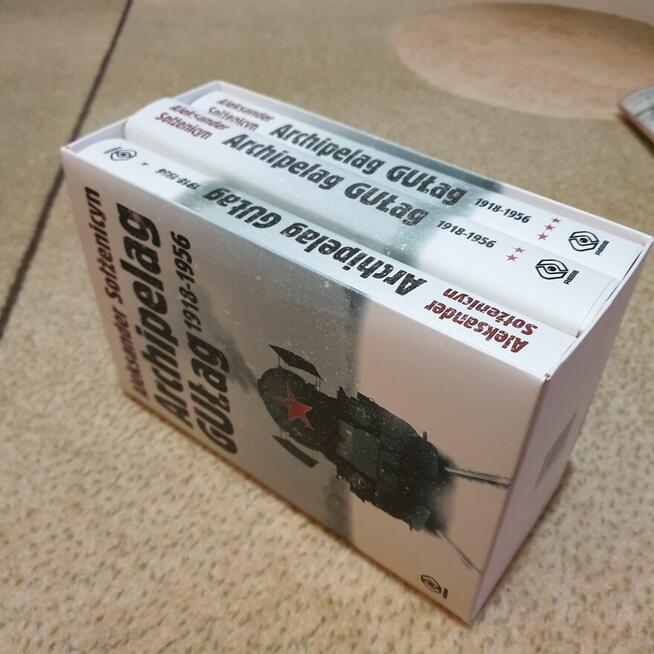 Aleksander
Sołżenicyn
Archipelag GUŁag
1918-1956
Aleksander
Sołżenicyn
Archipelag GUŁag
1918-1956
Aleksander
Sołżenicyn
Archipelag GUŁag
1918-1956
Aleksander Sołżenicyn
Archipelag
GUŁag 1918-1956